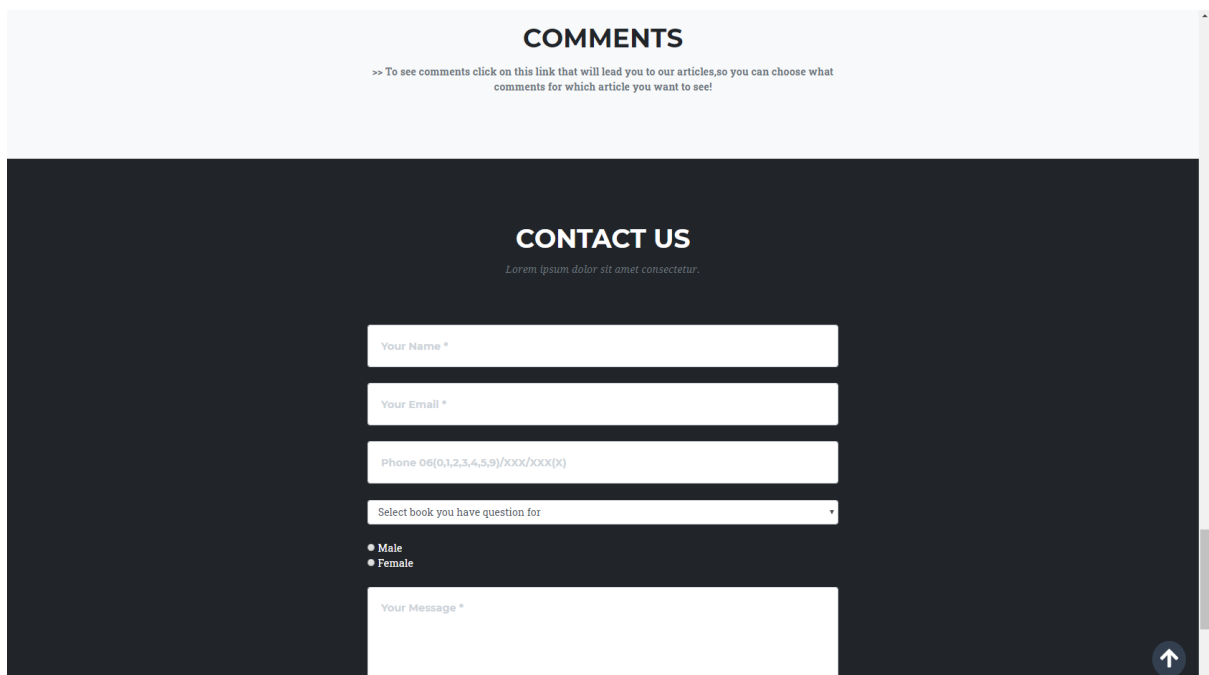 COMMENTS
>> To see comments click on this link that will lead you to our articles,so you can choose what
comments for which article you want to see!
CONTACT US
Lorem ipsum dolor sit amet consectetur.
Your Name *
Your Email *
Phone 06(0,1,2,3,4,5,9)/XXX/XXX(X)
Select book you have question for
Male
Female
Your Message *